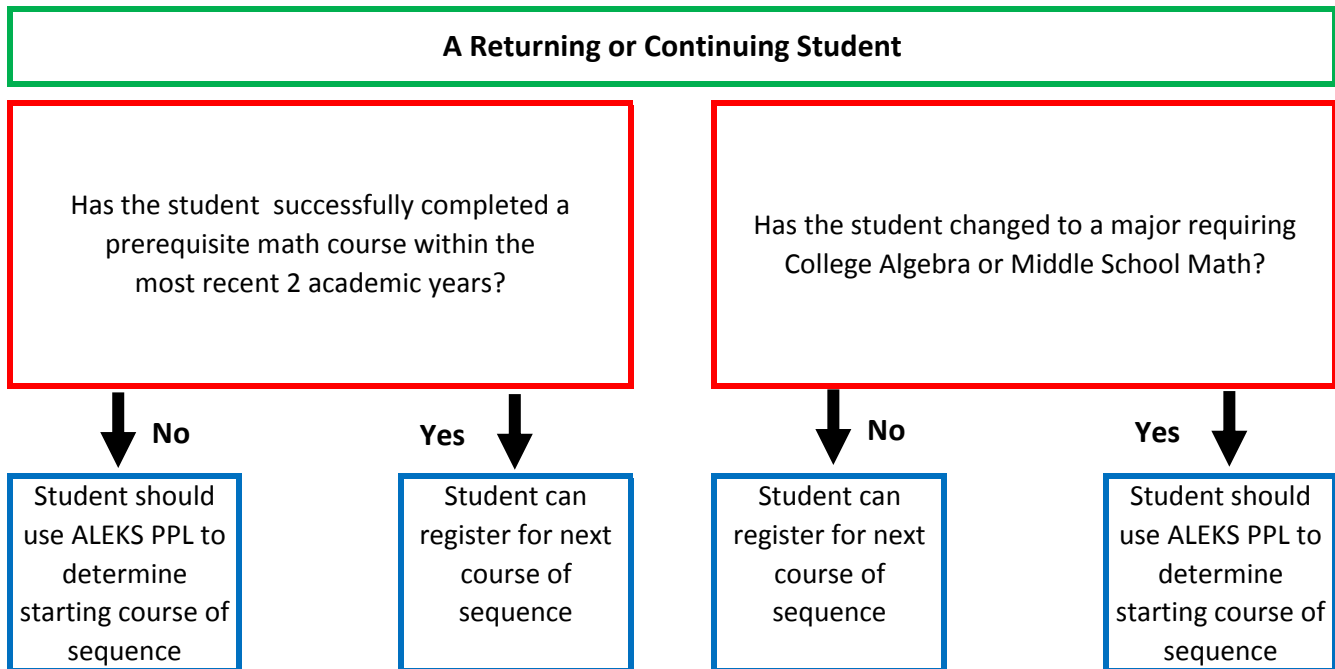 A Returning or Continuing Student
Has the student  successfully completed a
prerequisite math course within the
most recent 2 academic years?
Has the student changed to a major requiring
College Algebra or Middle School Math?
No
Yes
No
Yes
Student should
use ALEKS PPL to
determine
starting course of
sequence
Student can
register for next
course of
sequence
Student can
register for next
course of
sequence
Student should
use ALEKS PPL to
determine
starting course of
sequence